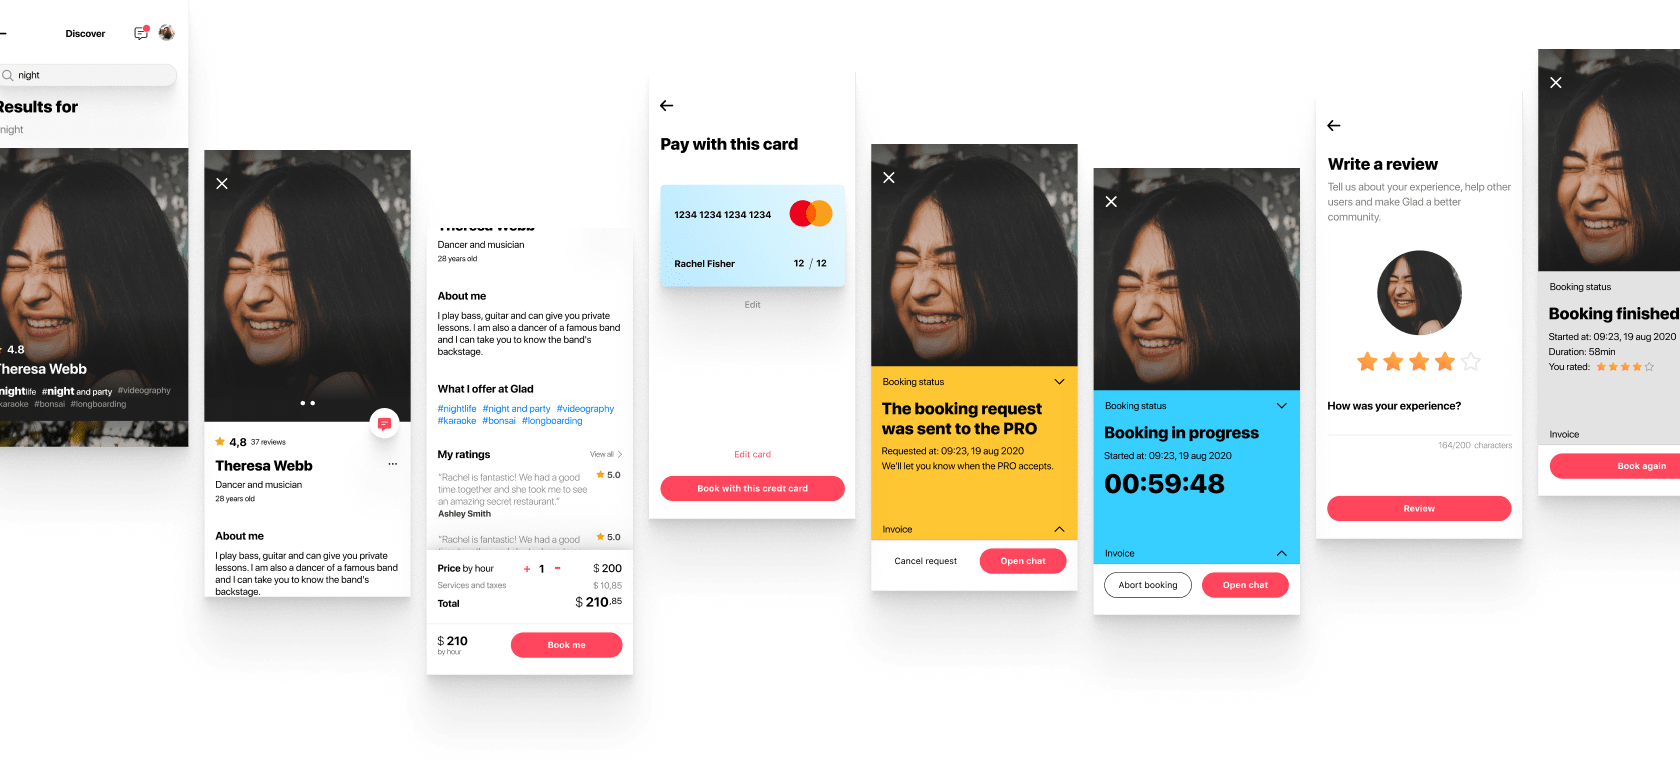 Discover
night
Results for
night
4.8
Theresa Webb
#nightlife #night and party #videography
#karaoke #bonsai #longboarding
4,8 37 reviews
Theresa Webb
Dancer and musician
28 years old
About me
I play bass, guitar and can give you private
lessons. I am also a dancer of a famous band
and I can take you to know the band's
backstage.
Theresa Webb
Dancer and musician
28 years old
About me
I play bass, guitar and can give you private
lessons. I am also a dancer of a famous band
and I can take you to know the band's
backstage.
What I offer at Glad
#nightlife #night and party #videography
#karaoke #bonsai #longboarding
My ratings View all
"Rachel is fantastic! We had a good 5.0
time together and she took me to see
an amazing secret restaurant."
Ashley Smith
"Rachel is fantastic! We had a good 5.0
Price by hour + 1 - $ 200
Services and taxes $ 10,85
Total $ 210,85
$ 210
by hour
Book me
Pay with this card
1234 1234 1234 1234
Rachel Fisher 12 / 12
Edit
Edit card
Book with this credt card
Booking status
The booking request
was sent to the PRO
Requested at: 09:23, 19 aug 2020
We'll let you know when the PRO accepts.
Invoice
Cancel request Open chat
Booking status
Booking in progress
Started at: 09:23, 19 aug 2020
00:59:48
Invoice
Abort booking Open chat
Write a review
Tell us about your experience, help other
users and make Glad a better
community.
How was your experience?
164/200 characters
Review
Booking status
Booking finished
Started at: 09:23, 19 aug 2020
Duration: 58min
You rated:
Invoice
Book again